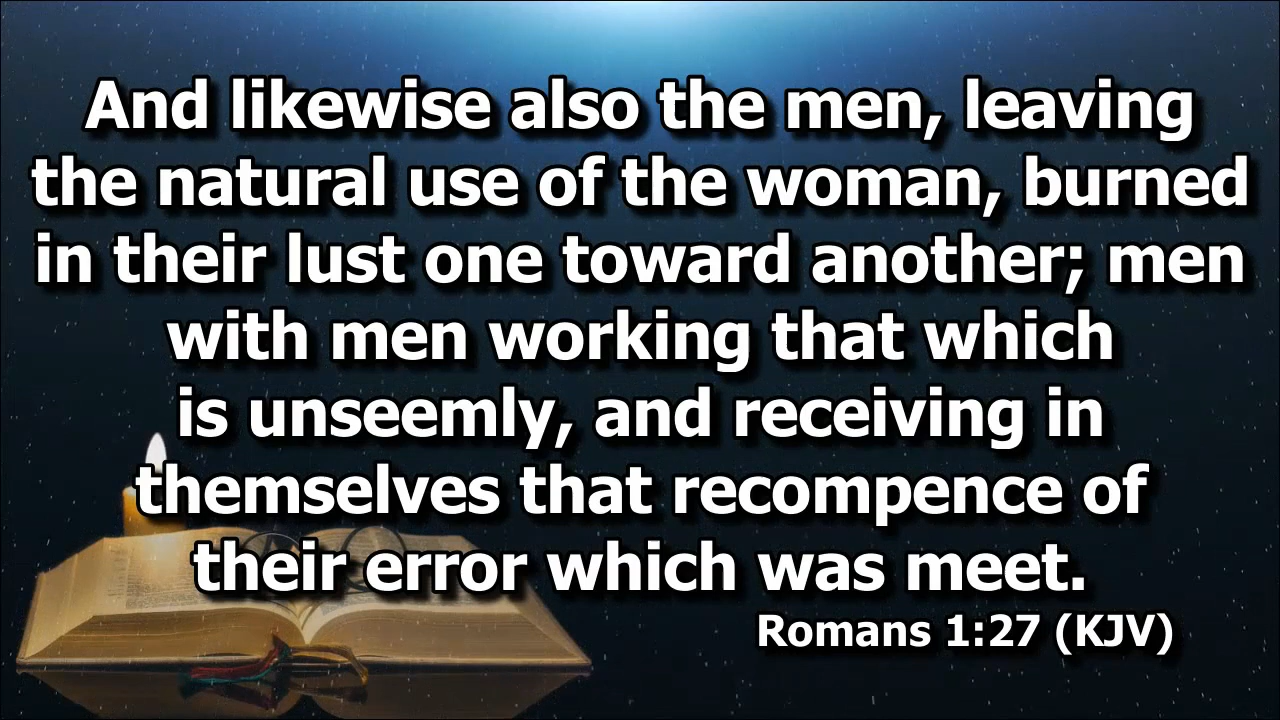 And likewise also the men, leaving
the natural use of the woman, burned
in their lust one toward another; men
with men working that which
is unseemly, and receiving in
themselves that recompence of
their error which was meet.
Romans 1:27 (KJV)